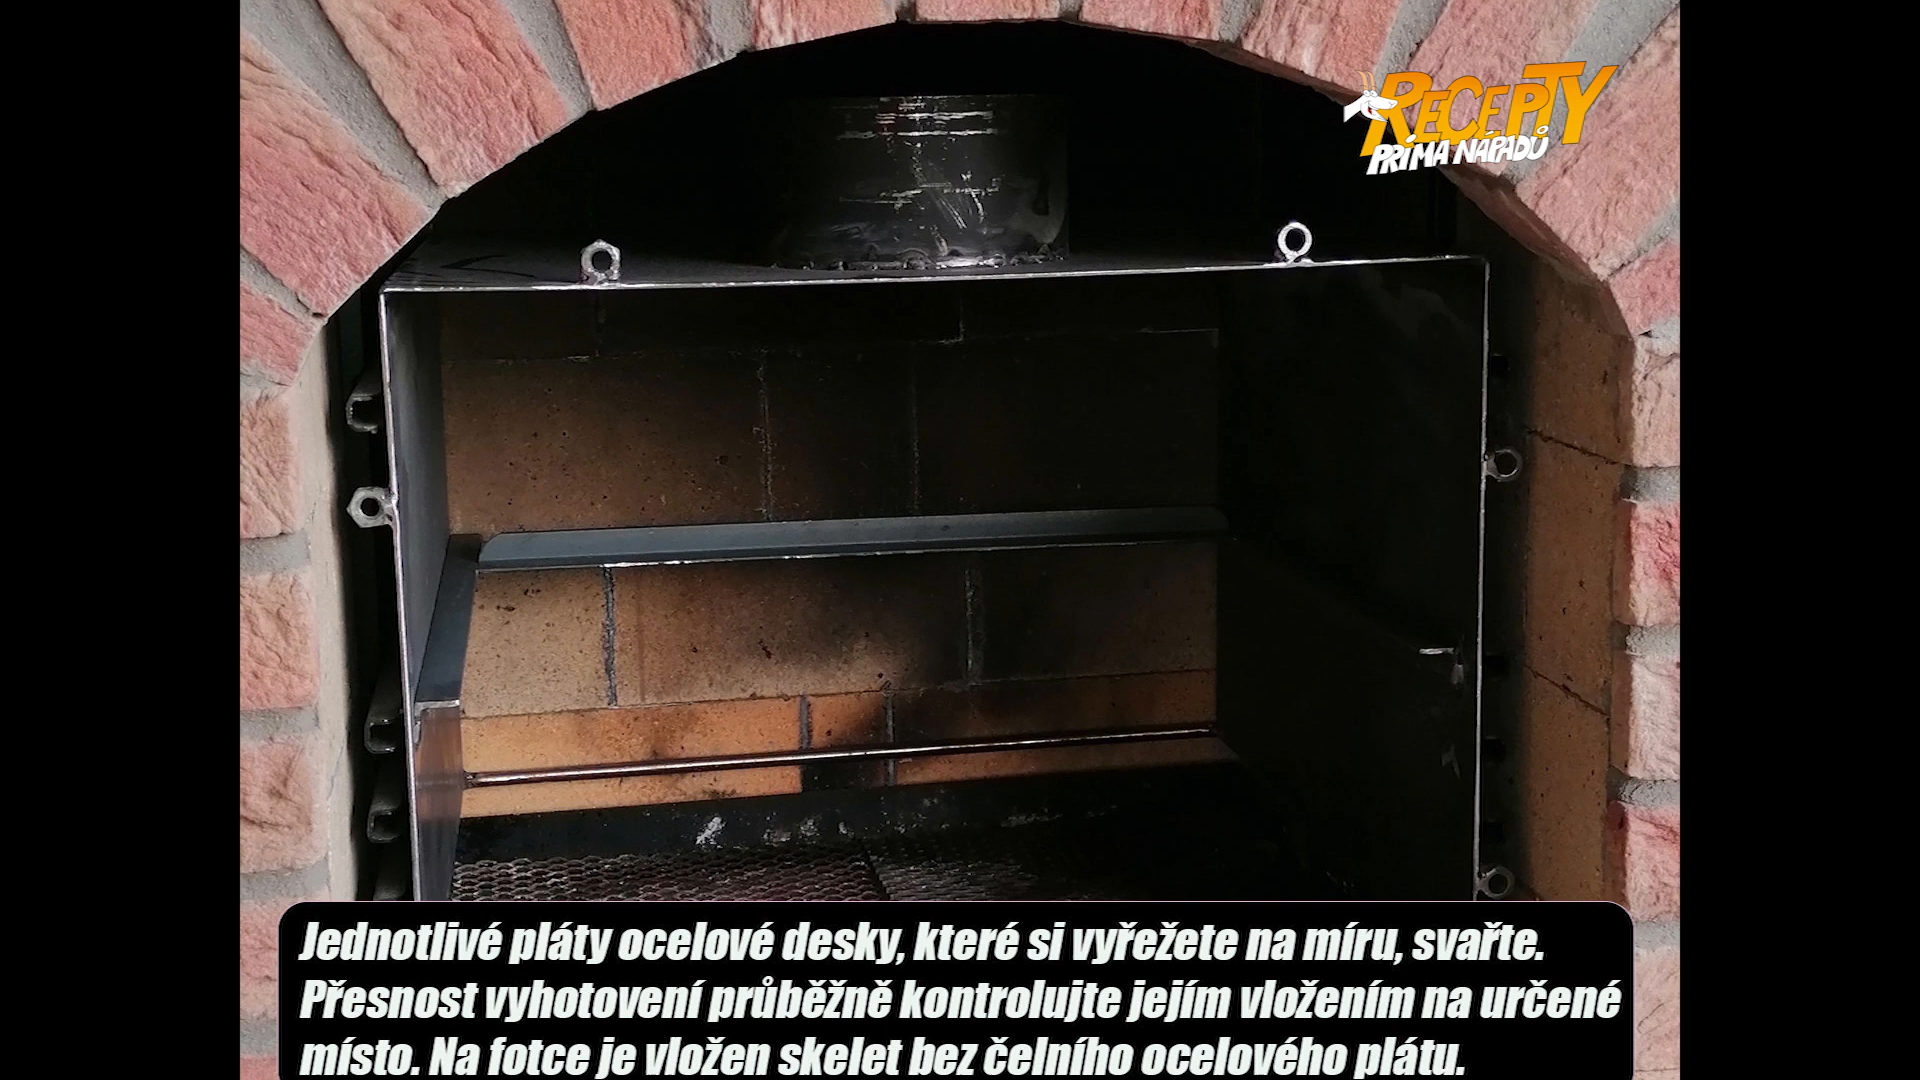 RECEPTY
PRIMA NÁPADŮ
Jednotlivé pláty ocelové desky, které si vyřežete na míru, svařte.
Přesnost vyhotovení průběžně kontrolujte jejím vložením na určené
místo. Na fotce je vložen skelet bez čelního ocelového plátu.